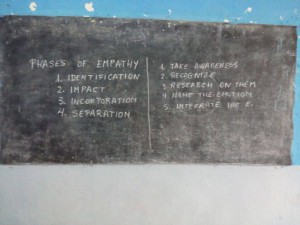 PHASES OF EMPATHY
1. IDENTIFICATION
2. IMPACT
3. INCORPORATION
4. SEPARATION
1. TAKE AWARENESS
2. RECOGNIZE
3. RESEARCH ON THEM
4. NAME THE EMOTION
5. INTEGRATE THE E.